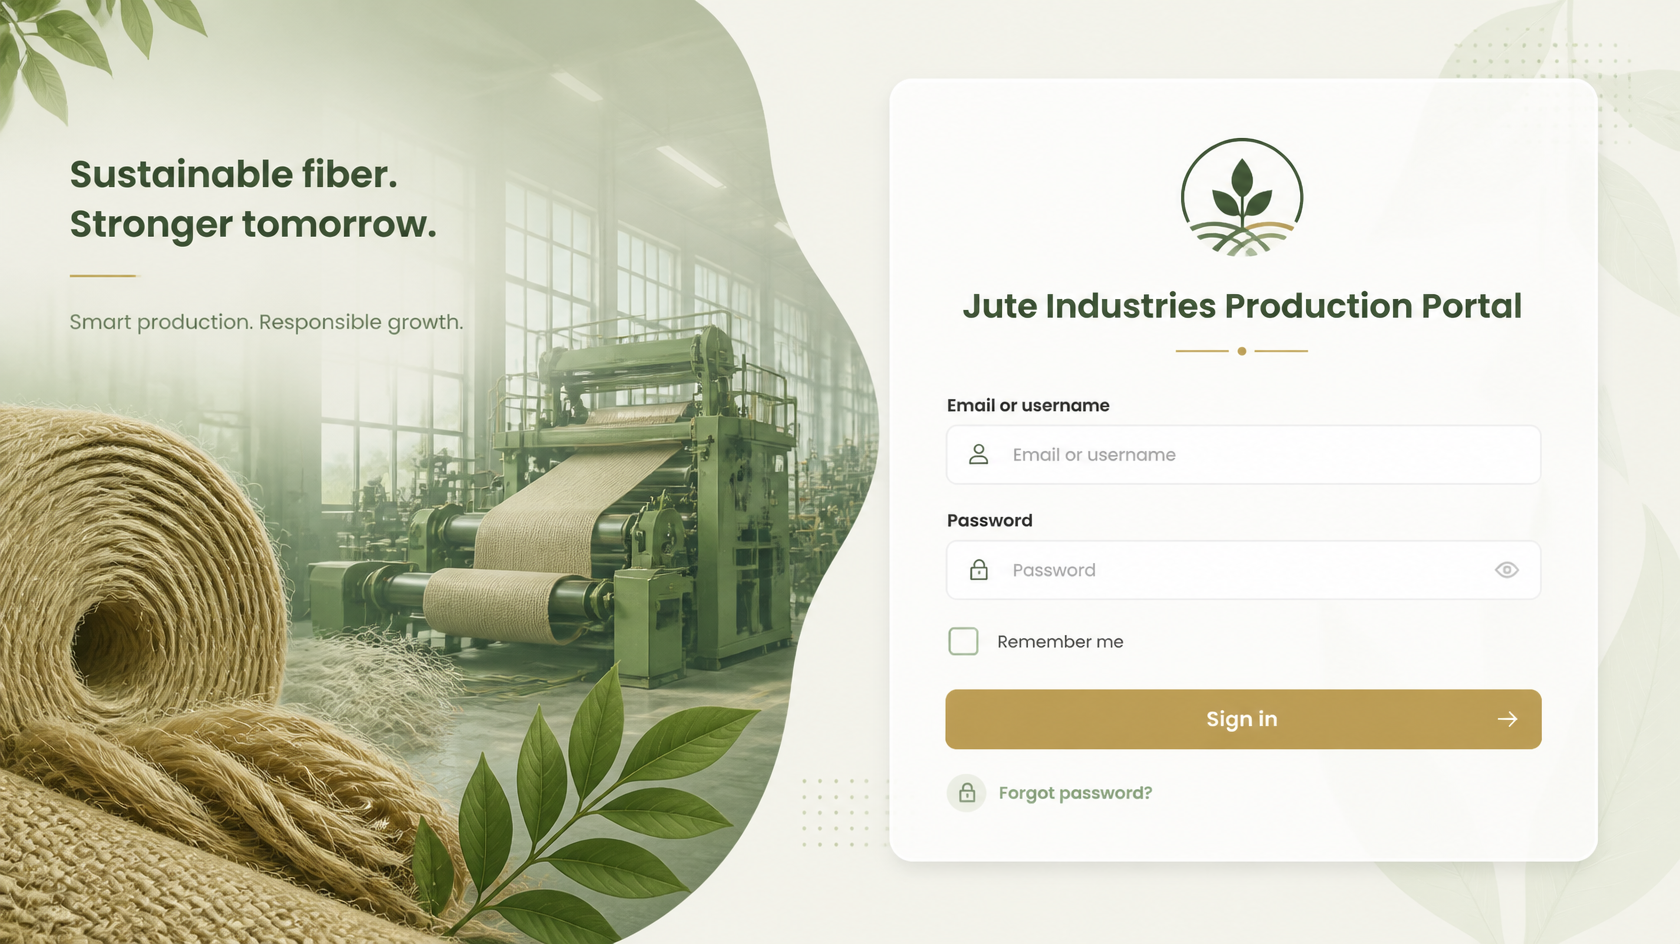 Sustainable fiber.
Stronger tomorrow.
Smart production. Responsible growth.
Jute Industries Production Portal
Email or username
Email or username
Password
Password
Remember me
Sign in
Forgot password?